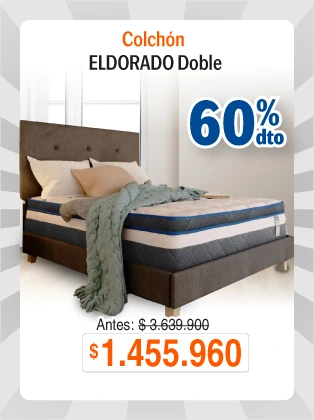 Colchón
ELDORADO Doble
60% dto
Antes: $ 3.639.900
$1.455.960